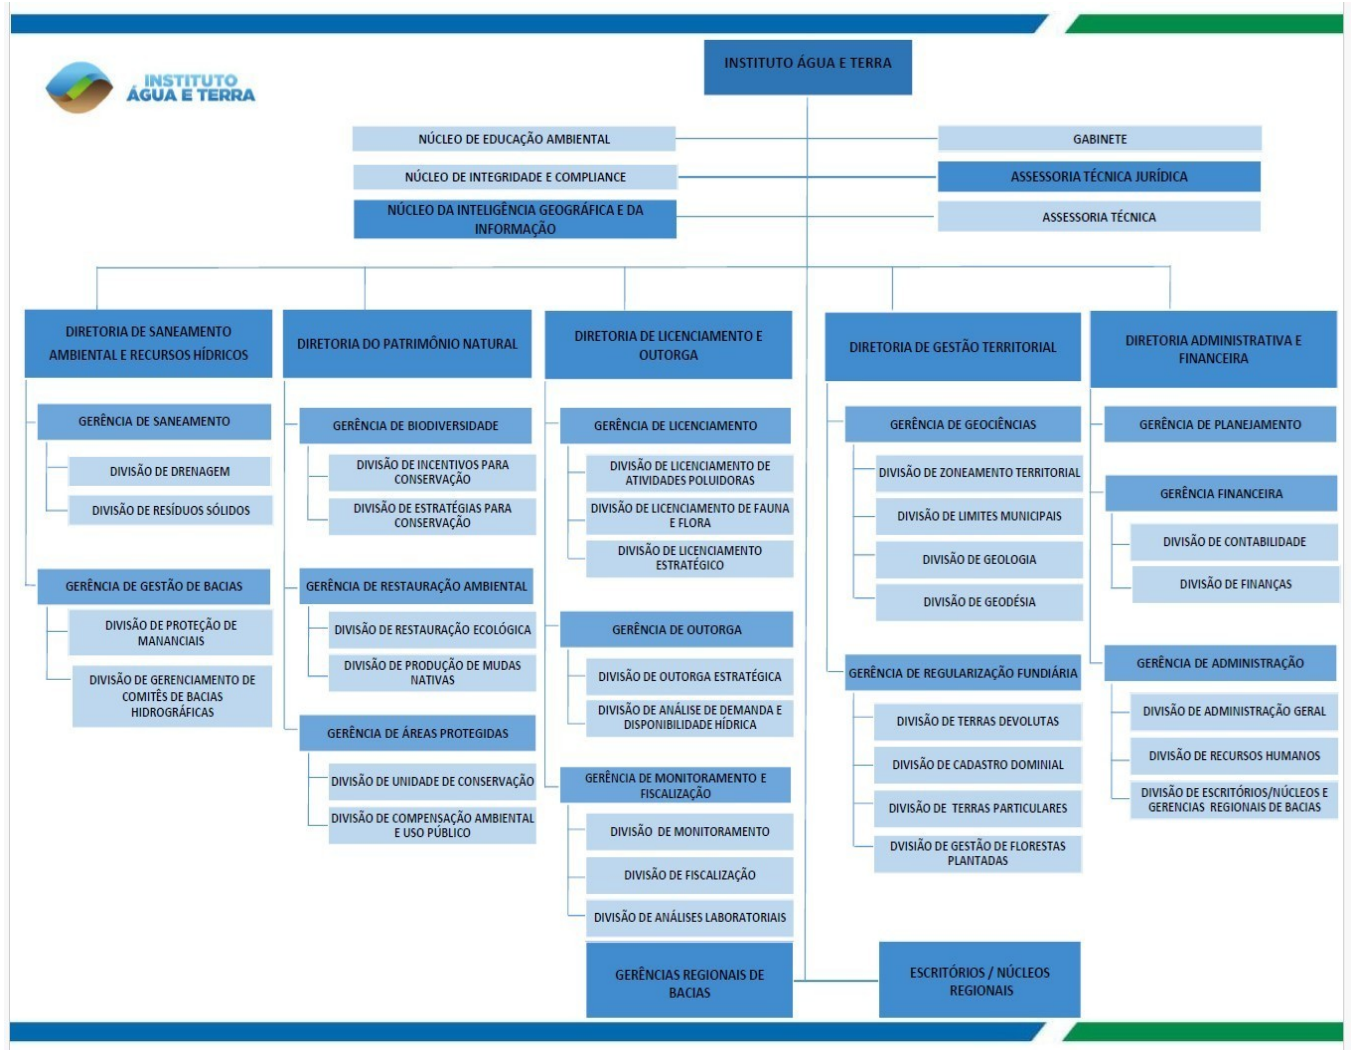 INSTITUTO ÁGUA E TERRA
INSTITUTO
ÁGUA E TERRA
NÚCLEO DE EDUCAÇÃO AMBIENTAL
GABINETE
NÚCLEO DE INTEGRIDADE E COMPLIANCE
ASSESSORIA TÉCNICA JURÍDICA
NÚCLEO DA INTELIGÊNCIA GEOGRÁFICA E DA
INFORMAÇÃO
ASSESSORIA TÉCNICA
DIRETORIA DE SANEAMENTO
AMBIENTAL E RECURSOS HÍDRICOS
GERÊNCIA DE SANEAMENTO
DIVISÃO DE DRENAGEM
DIVISÃO DE RESÍDUOS SÓLIDOS
GERÊNCIA DE GESTÃO DE BACIAS
DIVISÃO DE PROTEÇÃO DE
MANANCIAIS
DIVISÃO DE GERENCIAMENTO DE
COMITÊS DE BACIAS
HIDROGRÁFICAS
DIRETORIA DO PATRIMÔNIO NATURAL
GERÊNCIA DE BIODIVERSIDADE
DIVISÃO DE INCENTIVOS PARA
CONSERVAÇÃO
DIVISÃO DE ESTRATÉGIAS PARA
CONSERVAÇÃO
GERÊNCIA DE RESTAURAÇÃO AMBIENTAL
DIVISÃO DE RESTAURAÇÃO ECOLÓGICA
DIVISÃO DE PRODUÇÃO DE MUDAS
NATIVAS
GERÊNCIA DE ÁREAS PROTEGIDAS
DIVISÃO DE UNIDADE DE CONSERVAÇÃO
DIVISÃO DE COMPENSAÇÃO AMBIENTAL
E USO PÚBLICO
DIRETORIA DE LICENCIAMENTO E
OUTORGA
GERÊNCIA DE LICENCIAMENTO
DIVISÃO DE LICENCIAMENTO DE
ATIVIDADES POLUIDORAS
DIVISÃO DE LICENCIAMENTO DE FAUNA
E FLORA
DIVISÃO DE LICENCIAMENTO
ESTRATÉGICO
GERÊNCIA DE OUTORGA
DIVISÃO DE OUTORGA ESTRATÉGICA
DIVISÃO DE ANÁLISE DE DEMANDA E
DISPONIBILIDADE HÍDRICA
GERÊNCIA DE MONITORAMENTO E
FISCALIZAÇÃO
DIVISÃO DE MONITORAMENTO
DIVISÃO DE FISCALIZAÇÃO
DIVISÃO DE ANÁLISES LABORATORIAIS
DIRETORIA DE GESTÃO TERRITORIAL
GERÊNCIA DE GEOCIÊNCIAS
DIVISÃO DE ZONEAMENTO TERRITORIAL
DIVISÃO DE LIMITES MUNICIPAIS
DIVISÃO DE GEOLOGIA
DIVISÃO DE GEODÉSIA
GERÊNCIA DE REGULARIZAÇÃO FUNDIÁRIA
DIVISÃO DE TERRAS DEVOLUTAS
DIVISÃO DE CADASTRO DOMINIAL
DIVISÃO DE TERRAS PARTICULARES
DVISIÃO DE GESTÃO DE FLORESTAS
PLANTADAS
DIRETORIA ADMINISTRATIVA E
FINANCEIRA
GERÊNCIA DE PLANEJAMENTO
GERÊNCIA FINANCEIRA
DIVISÃO DE CONTABILIDADE
DIVISÃO DE FINANÇAS
GERÊNCIA DE ADMINISTRAÇÃO
DIVISÃO DE ADMINISTRAÇÃO GERAL
DIVISÃO DE RECURSOS HUMANOS
DIVISÃO DE ESCRITÓRIOS/NÚCLEOS E
GERENCIAS REGIONAIS DE BACIAS
GERÊNCIAS REGIONAIS DE
BACIAS
ESCRITÓRIOS / NÚCLEOS
REGIONAIS